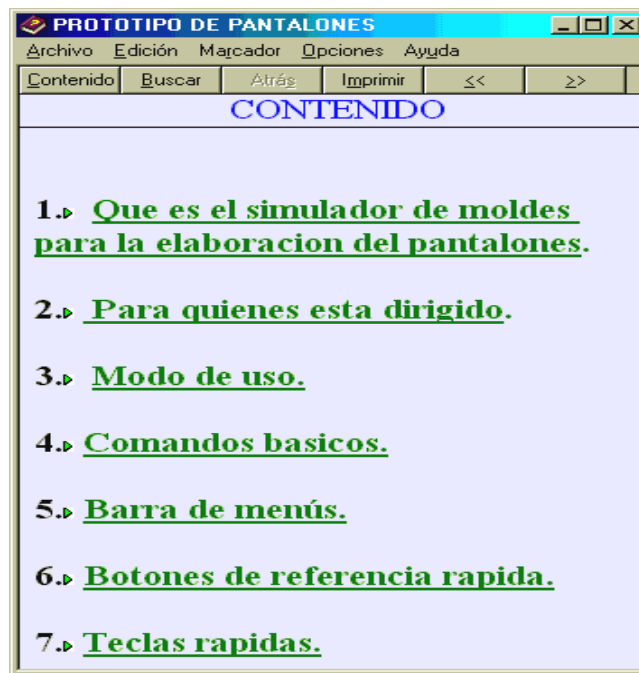 PROTOTIPO DE PANTALONES
Archivo Edición Marcador Opciones Ayuda
Contenido Buscar Atrás Imprimir << >>
CONTENIDO
1. Que es el simulador de moldes
para la elaboracion del pantalones.
2. Para quienes esta dirigido.
3. Modo de uso.
4. Comandos basicos.
5. Barra de menús.
6. Botones de referencia rapida.
7. Teclas rapidas.